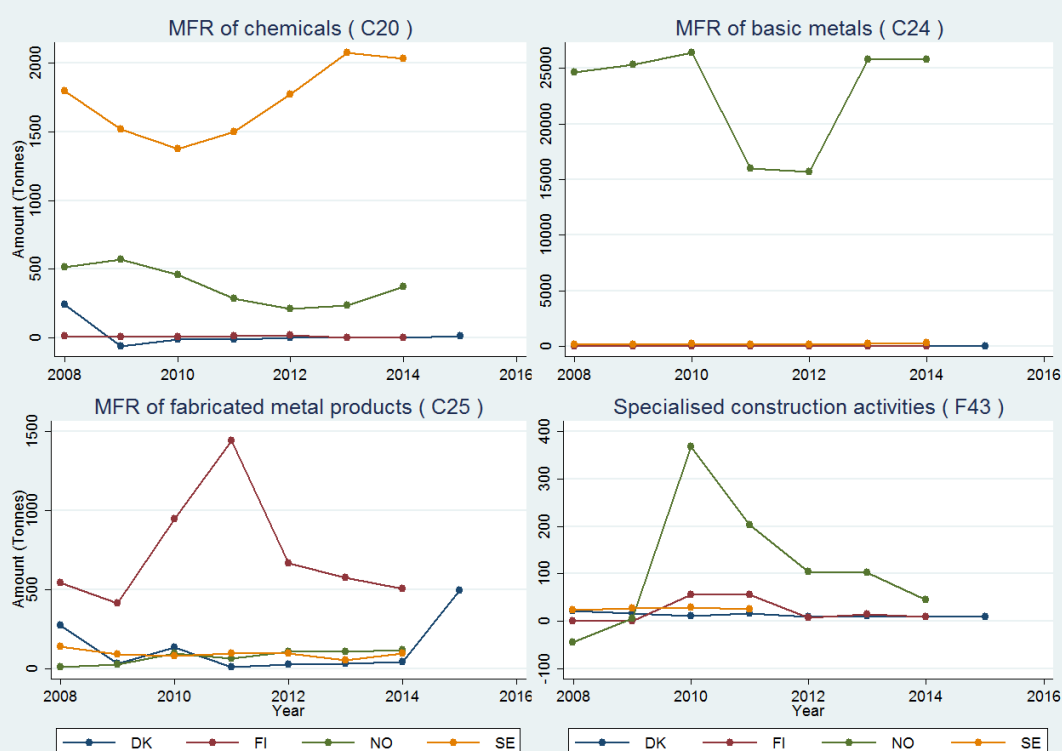 MFR of chemicals ( C20 )
Amount (Tonnes)
2000
1500
1000
500
0
2008 2010 2012 2014 2016
MFR of basic metals ( C24 )
25000
20000
15000
10000
5000
0
2008 2010 2012 2014 2016
MFR of fabricated metal products ( C25 )
Amount (Tonnes)
1500
1000
500
0
2008 2010 2012 2014 2016
Year
Specialised construction activities ( F43 )
400
300
200
100
0
-100
2008 2010 2012 2014 2016
Year
DK FI NO SE
DK FI NO SE